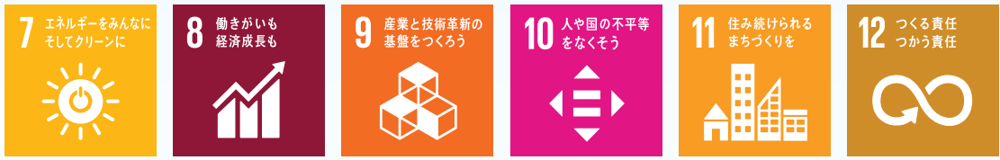 7 エネルギーをみんなに
そしてクリーンに
8 働きがいも
経済成長も
9 産業と技術革新の
基盤をつくろう
10 人や国の不平等
をなくそう
11 住み続けられる
まちづくりを
12 つくる責任
つかう責任